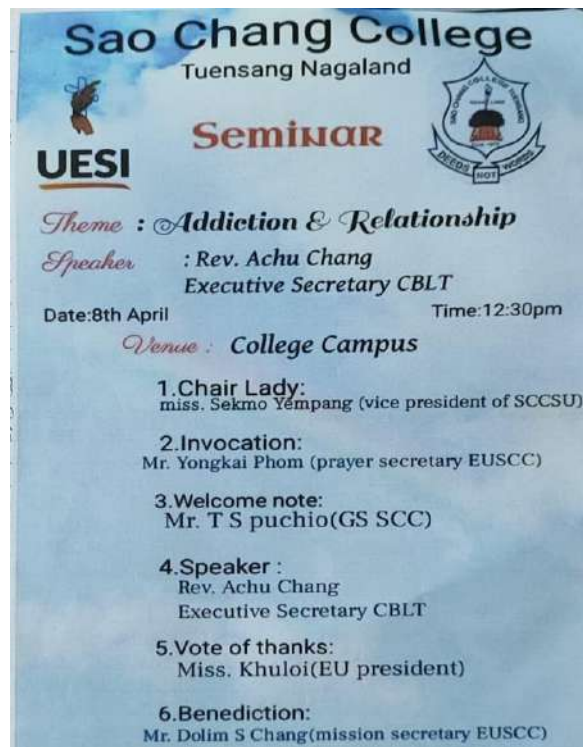 Sao Chang College
Tuensang Nagaland
SAO CHANG COLLEGE TUENSANG
DEEDS NOT WORDS
UESI
Seminar
Theme : Addiction & Relationship
Speaker : Rev. Achu Chang
Executive Secretary CBLT
Date:8th April Time:12:30pm
Venue : College Campus
1.Chair Lady:
miss. Sekmo Yempang (vice president of SCCSU)
2.Invocation:
Mr. Yongkai Phom (prayer secretary EUSCC)
3.Welcome note:
Mr. T S puchio(GS SCC)
4.Speaker :
Rev. Achu Chang
Executive Secretary CBLT
5.Vote of thanks:
Miss. Khuloi(EU president)
6.Benediction:
Mr. Dolim S Chang(mission secretary EUSCC)